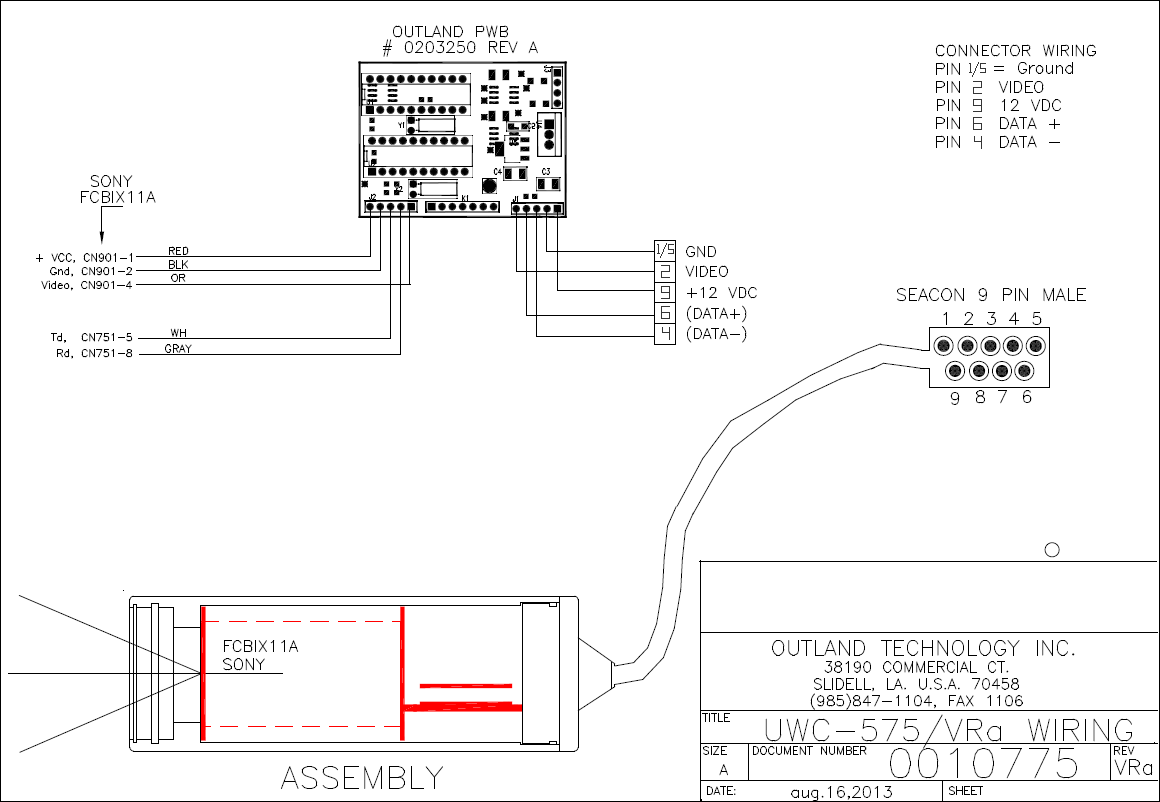 OUTLAND PWB
# 0203250 REV A
CONNECTOR WIRING
PIN 1/5 = Ground
PIN 2 VIDEO
PIN 9 12 VDC
PIN 6 DATA +
PIN 4 DATA -
Y1
C4
C3
J2
K1
J1
SONY
FCBIX11A
+ VCC, CN901-1
RED
Gnd, CN901-2
BLK
Video, CN901-4
OR
Td, CN751-5
WH
Rd, CN751-8
GRAY
1/5 GND
2 VIDEO
9 +12 VDC
6 (DATA+)
4 (DATA-)
SEACON 9 PIN MALE
1 2 3 4 5
9 8 7 6
FCBIX11A
SONY
ASSEMBLY
OUTLAND TECHNOLOGY INC.
38190 COMMERCIAL CT.
SLIDELL, LA. U.S.A. 70458
(985)847-1104, FAX 1106
TITLE
UWC-575/VRa WIRING
SIZE
A
DOCUMENT NUMBER
0010775
REV
VRa
DATE:
aug.16,2013
SHEET